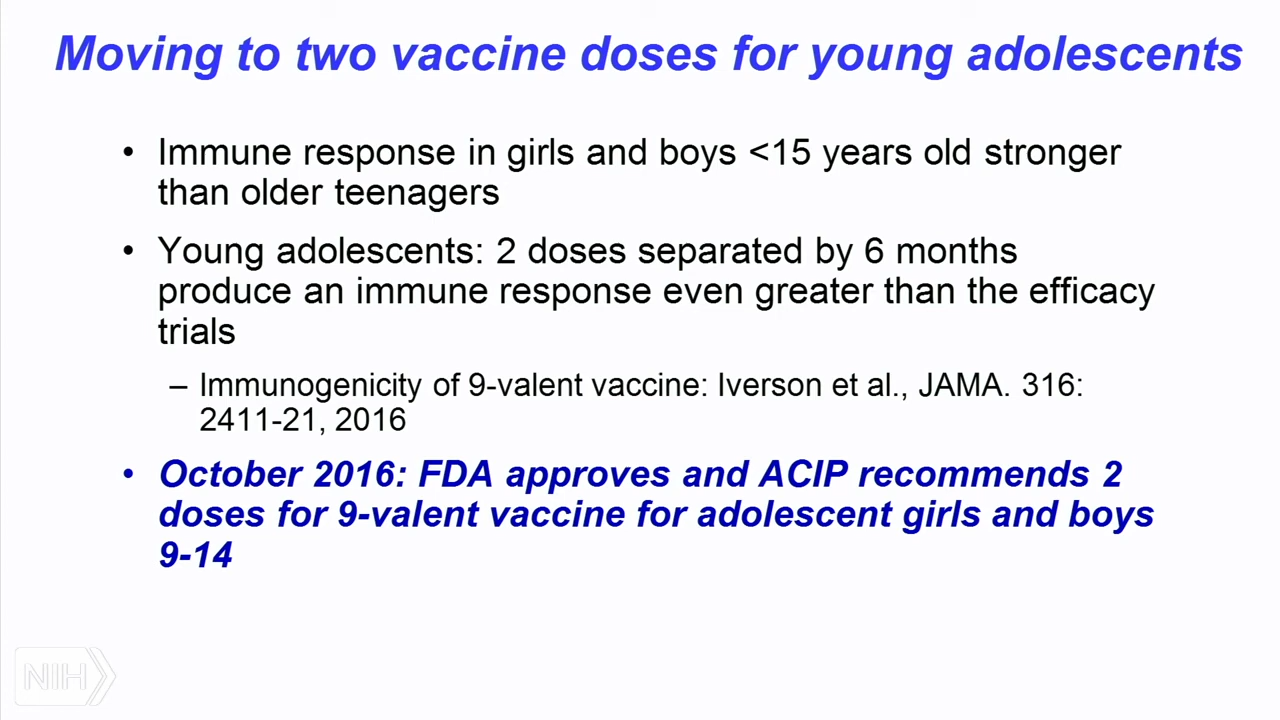 Moving to two vaccine doses for young adolescents
• Immune response in girls and boys <15 years old stronger
than older teenagers
• Young adolescents: 2 doses separated by 6 months
produce an immune response even greater than the efficacy
trials
– Immunogenicity of 9-valent vaccine: Iverson et al., JAMA. 316:
2411-21, 2016
• October 2016: FDA approves and ACIP recommends 2
doses for 9-valent vaccine for adolescent girls and boys
9-14
NIH